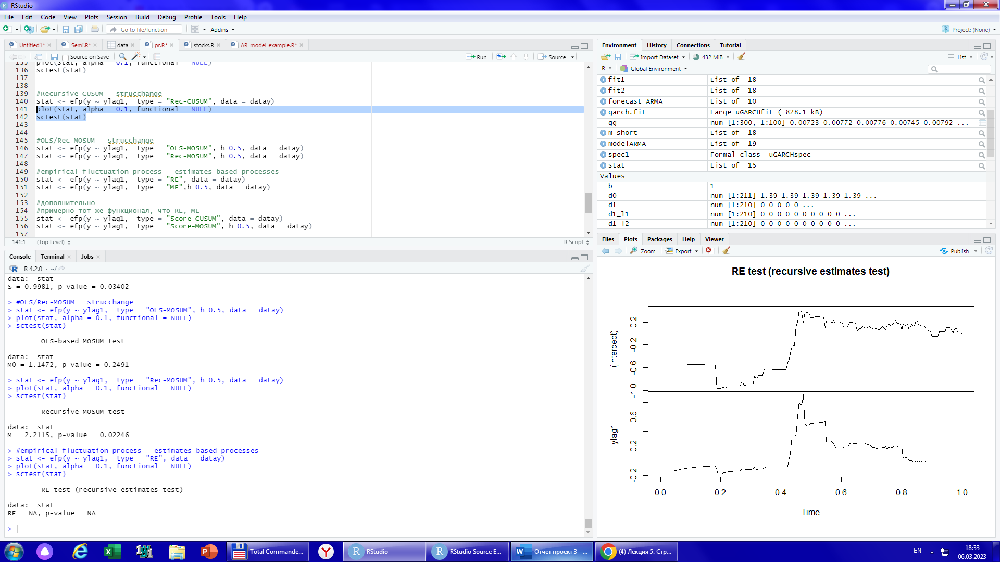 RStudio
File Edit Code View Plots Session Build Debug Profile Tools Help
Go to file/function Addins Project: (None)
Untitled1* Semi.R* data pr.R* stocks.R AR_model_example.R*
Source on Save Run Source
135 plot(stat, alpha = 0.1, functional = NULL)
136 sctest(stat)
137
138
139 #Recursive-CUSUM strucchange
140 stat <- efp(y ~ ylag1, type = "Rec-CUSUM", data = datay)
141 plot(stat, alpha = 0.1, functional = NULL)
142 sctest(stat)
143
144
145 #OLS/Rec-MOSUM strucchange
146 stat <- efp(y ~ ylag1, type = "OLS-MOSUM", h=0.5, data = datay)
147 stat <- efp(y ~ ylag1, type = "Rec-MOSUM", h=0.5, data = datay)
148
149 #empirical fluctuation process - estimates-based processes
150 stat <- efp(y ~ ylag1, type = "RE", data = datay)
151 stat <- efp(y ~ ylag1, type = "ME",h=0.5, data = datay)
152
153 #дополнительно
154 #примерно тот же функционал, что RE, ME
155 stat <- efp(y ~ ylag1, type = "Score-CUSUM", data = datay)
156 stat <- efp(y ~ ylag1, type = "Score-MOSUM", h=0.5, data = datay)
157
141:1 (Top Level) R Script
Console Terminal Jobs
R 4.2.0 · ~/
data: stat
S = 0.9981, p-value = 0.03402
> #OLS/Rec-MOSUM strucchange
> stat <- efp(y ~ ylag1, type = "OLS-MOSUM", h=0.5, data = datay)
> plot(stat, alpha = 0.1, functional = NULL)
> sctest(stat)
OLS-based MOSUM test
data: stat
M0 = 1.1472, p-value = 0.2491
> stat <- efp(y ~ ylag1, type = "Rec-MOSUM", h=0.5, data = datay)
> plot(stat, alpha = 0.1, functional = NULL)
> sctest(stat)
Recursive MOSUM test
data: stat
M = 2.2115, p-value = 0.02246
> #empirical fluctuation process - estimates-based processes
> stat <- efp(y ~ ylag1, type = "RE", data = datay)
> plot(stat, alpha = 0.1, functional = NULL)
> sctest(stat)
RE test (recursive estimates test)
data: stat
RE = NA, p-value = NA
>
Environment History Connections Tutorial
Import Dataset 432 MiB List
R Global Environment
fit1 List of 18
fit2 List of 18
forecast_ARMA List of 10
garch.fit Large uGARCHfit ( 828.1 kB)
gg num [1:300, 1:100] 0.00723 0.00772 0.00776 0.00745 0.00792 ...
m_short List of 18
modelARMA List of 19
spec1 Formal class uGARCHspec
stat List of 15
Values
b 1
d0 num [1:211] 1.39 1.39 1.39 1.39 1.39 ...
d1 num [1:210] 0 0 0 0 0 ...
d1_l1 num [1:210] 0 0 0 0 0 0 0 0 0 0 ...
d1_l2 num [1:210] 0 0 0 0 0 0 0 0 0 0 ...
Files Plots Packages Help Viewer
Zoom Export Publish
RE test (recursive estimates test)
(Intercept)
0.2
-0.2
-0.6
-1.0
ylag1
0.6
0.2
-0.2
0.0 0.2 0.4 0.6 0.8 1.0
Time
Total Commande... RStudio RStudio Source E... Отчет проект 3 - ... (4) Лекция 5. Стр...
EN 18:33
06.03.2023